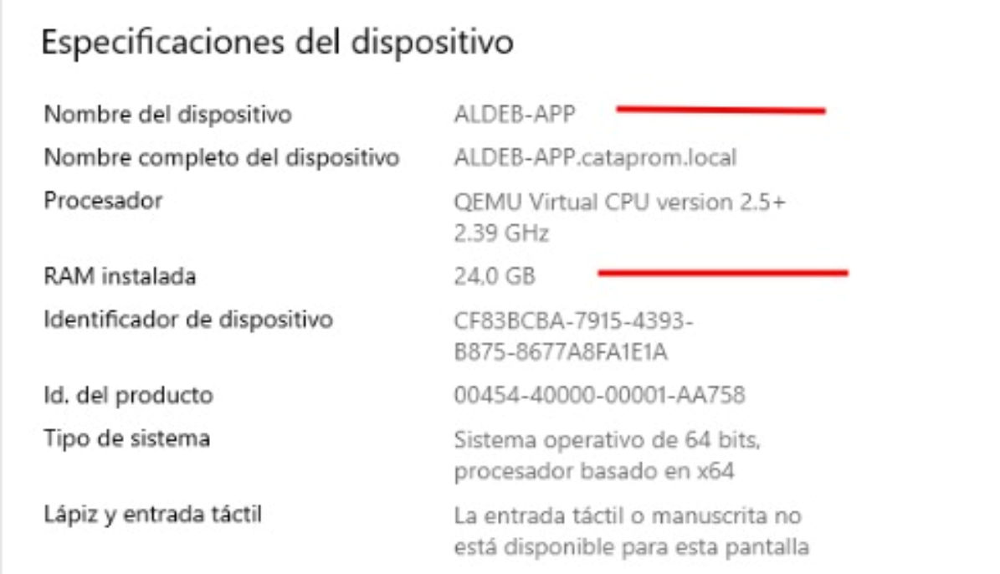 Especificaciones del dispositivo
Nombre del dispositivo ALDEB-APP
Nombre completo del dispositivo ALDEB-APP.cataprom.local
Procesador QEMU Virtual CPU version 2.5+
2.39 GHz
RAM instalada 24,0 GB
Identificador de dispositivo CF83BCBA-7915-4393-
B875-8677A8FA1E1A
Id. del producto 00454-40000-00001-AA758
Tipo de sistema Sistema operativo de 64 bits,
procesador basado en x64
Lápiz y entrada táctil La entrada táctil o manuscrita no
está disponible para esta pantalla